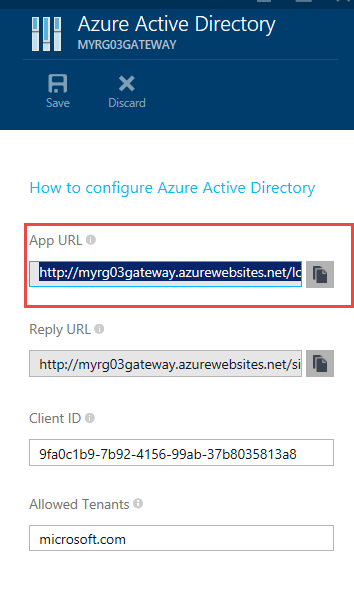 Azure Active Directory
MYRG03GATEWAY
Save Discard
How to configure Azure Active Directory
App URL
http://myrg03gateway.azurewebsites.net/lo
Reply URL
http://myrg03gateway.azurewebsites.net/si
Client ID
9fa0c1b9-7b92-4156-99ab-37b8035813a8
Allowed Tenants
microsoft.com